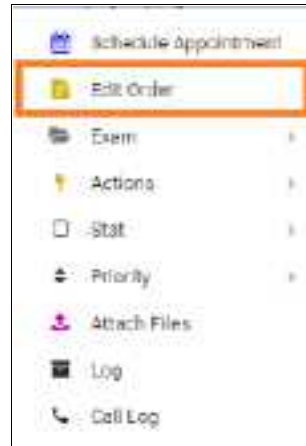 Schedule Appointment
Edit Order
Exam
Actions
Stat
Priority
Attach Files
Log
Call Log